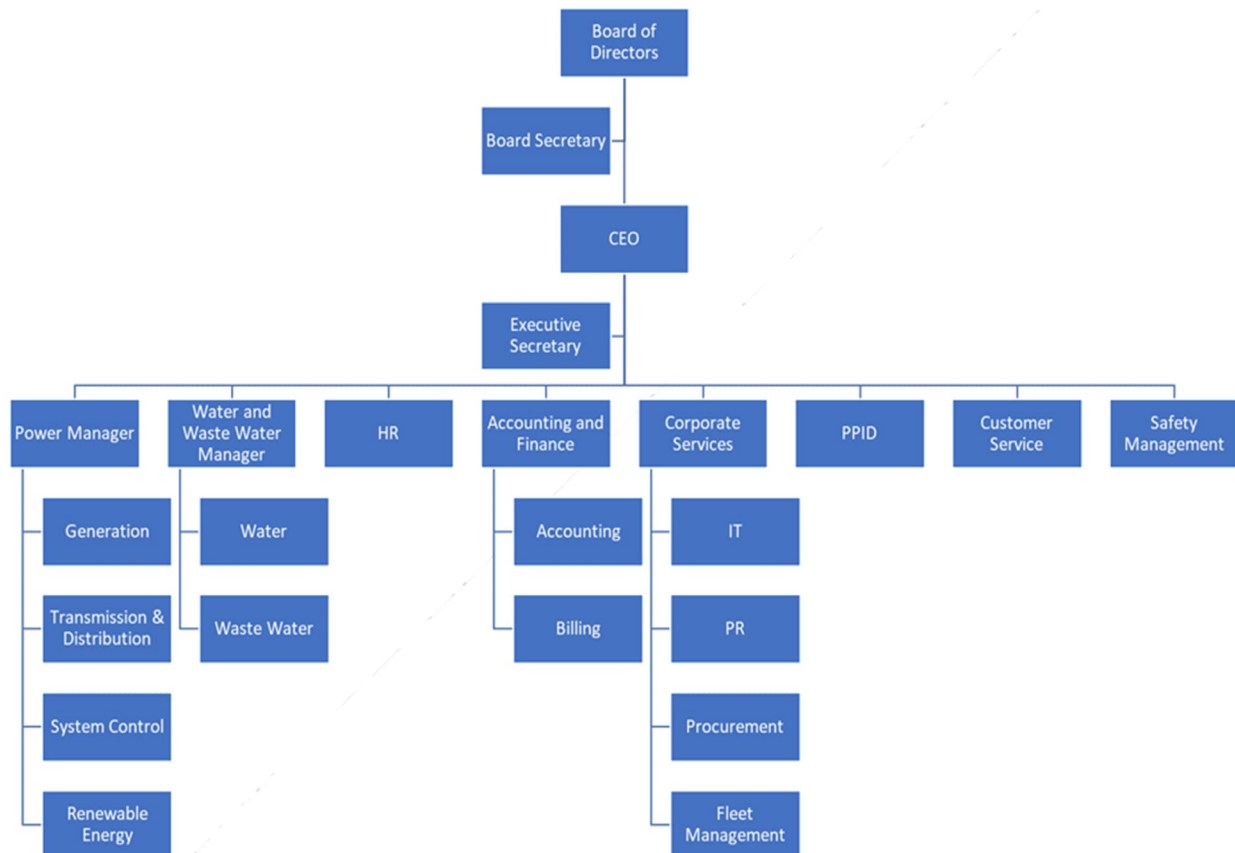 Board of
Directors
Board Secretary
CEO
Executive
Secretary
Power Manager
Water and
Waste Water
Manager
HR
Accounting and
Finance
Corporate
Services
PPID
Customer
Service
Safety
Management
Generation
Water
Accounting
IT
Transmission &
Distribution
Waste Water
Billing
PR
System Control
Procurement
Renewable
Energy
Fleet
Management